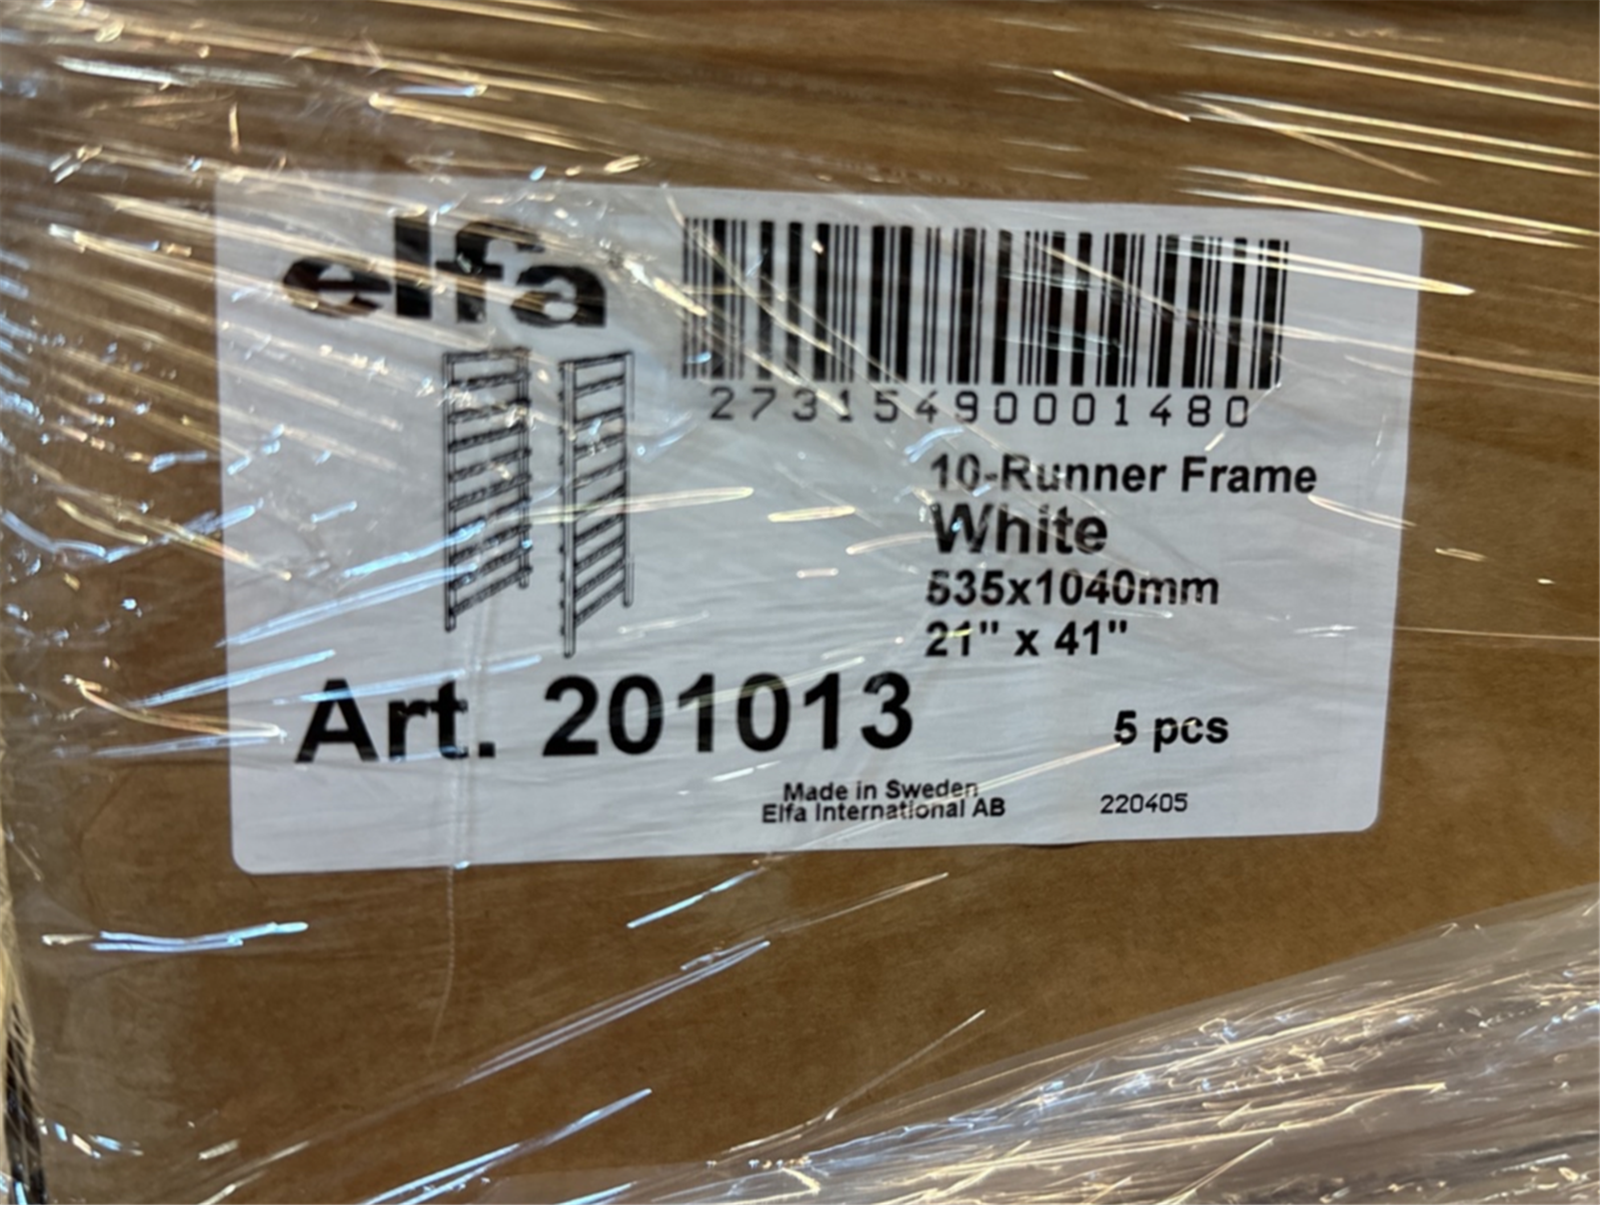 elfa
27315490001480
10-Runner Frame
White
535x1040mm
21" x 41"
Art. 201013
5 pcs
Made in Sweden
Elfa International AB
220405